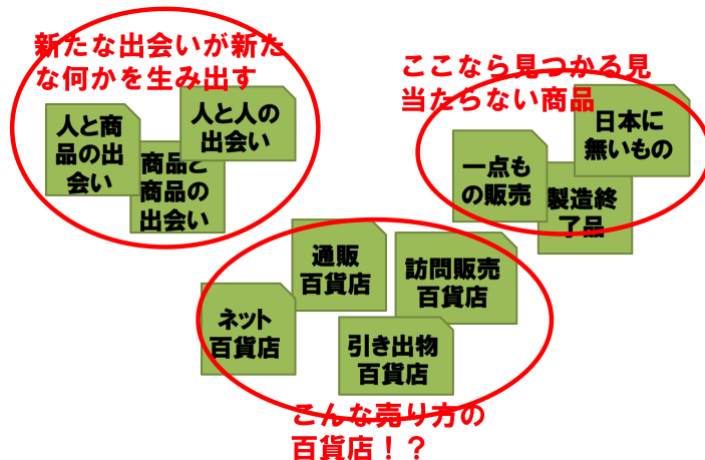 新たな出会いが新た
な何かを生み出す
人と商
品の出
会い
人と人の
出会い
商品と
商品の
出会い
ここなら見つかる見
当たらない商品
一点も
の販売
日本に
無いもの
製造終
了品
ネット
百貨店
通販
百貨店
訪問販売
百貨店
引き出物
百貨店
こんな売り方の
百貨店！？